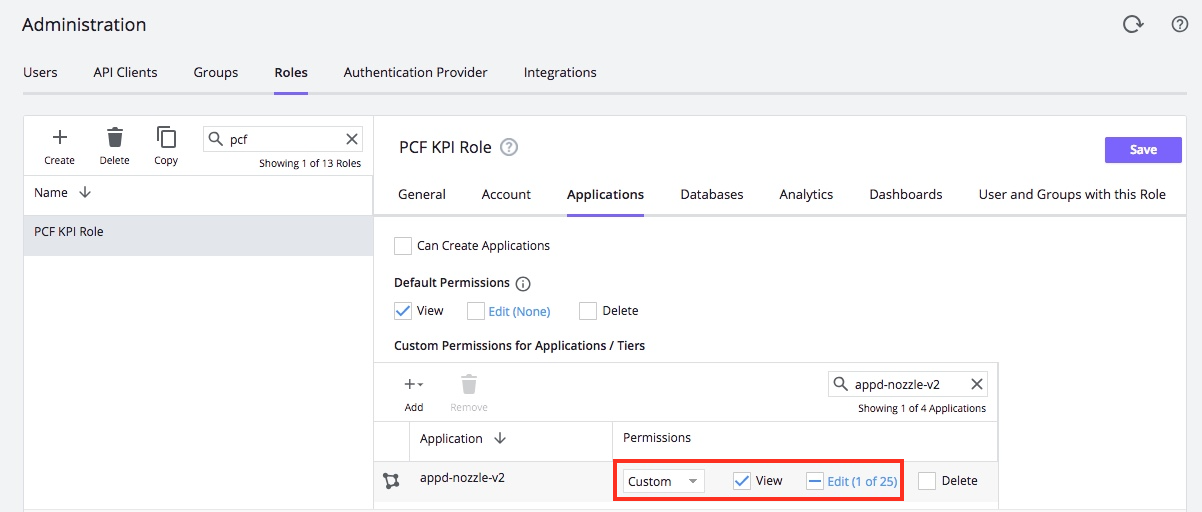 Administration
Users API Clients Groups Roles Authentication Provider Integrations
Create Delete Copy
pcf
Showing 1 of 13 Roles
Name
PCF KPI Role
PCF KPI Role
Save
General Account Applications Databases Analytics Dashboards User and Groups with this Role
Can Create Applications
Default Permissions
View Edit (None) Delete
Custom Permissions for Applications / Tiers
Add Remove
appd-nozzle-v2
Showing 1 of 4 Applications
Application Permissions
appd-nozzle-v2 Custom View Edit (1 of 25) Delete